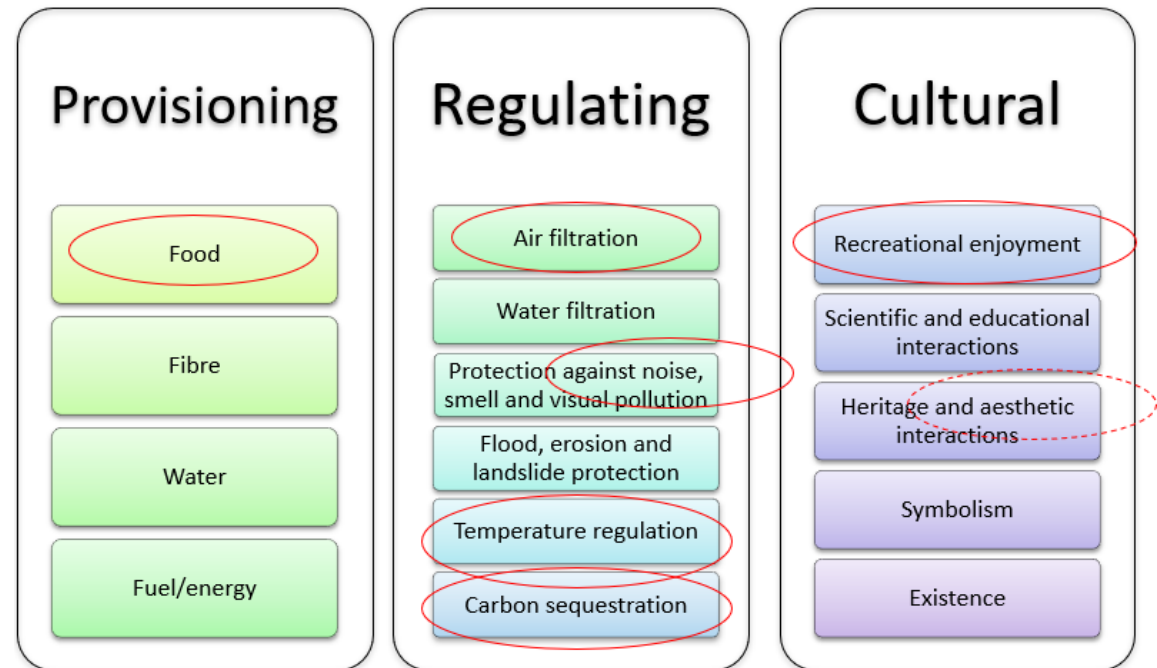 Provisioning
Food
Fibre
Water
Fuel/energy
Regulating
Air filtration
Water filtration
Protection against noise,
smell and visual pollution
Flood, erosion and
landslide protection
Temperature regulation
Carbon sequestration
Cultural
Recreational enjoyment
Scientific and educational
interactions
Heritage and aesthetic
interactions
Symbolism
Existence